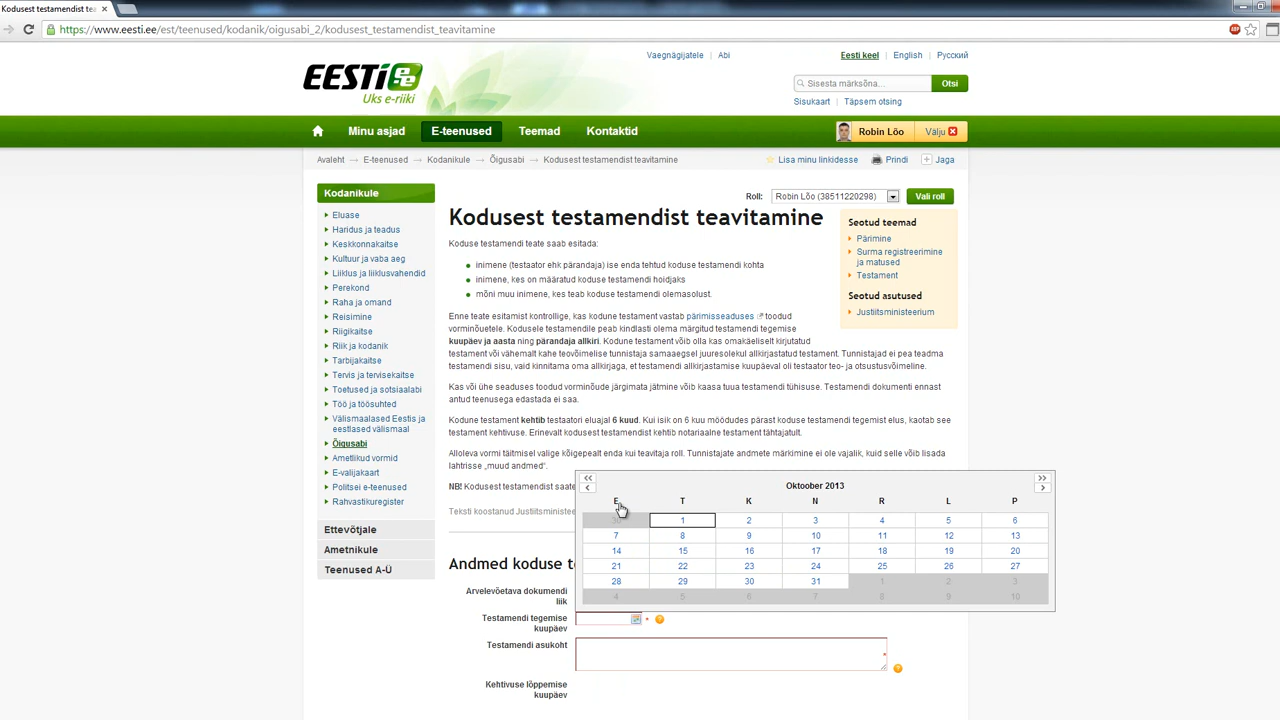 Kodusest testamendist teavitamine
https://www.eesti.ee/est/teenused/kodanik/oigusabi_2/kodusest_testamendist_teavitamine
Vaegnägijatele | Abi
Eesti keel | English | Русский
EESTI
Uks e-riiki
Sisesta märksõna...
Otsi
Sisukaart | Täpsem otsing
Minu asjad
E-teenused
Teemad
Kontaktid
Robin Lõo
Välju
Avaleht → E-teenused → Kodanikule → Õigusabi → Kodusest testamendist teavitamine
Lisa minu linkidesse
Prindi
Jaga
Kodanikule
Eluase
Haridus ja teadus
Keskkonnakaitse
Kultuur ja vaba aeg
Liiklus ja liiklusvahendid
Perekond
Raha ja omand
Reisimine
Riigikaitse
Riik ja kodanik
Tarbijakaitse
Tervis ja tervisekaitse
Toetused ja sotsiaalabi
Töö ja töösuhted
Välismaalased Eestis ja
eestlased välismaal
Õigusabi
Ametlikud vormid
E-valijakaart
Politsei e-teenused
Rahvastikuregister
Ettevõtjale
Ametnikule
Teenused A-Ü
Roll:
Robin Lõo (38511220298)
Vali roll
Kodusest testamendist teavitamine
Koduse testamendi teate saab esitada:
inimene (testaator ehk pärandaja) ise enda tehtud koduse testamendi kohta
inimene, kes on määratud koduse testamendi hoidjaks
mõni muu inimene, kes teab koduse testamendi olemasolust.
Enne teate esitamist kontrollige, kas kodune testament vastab pärimisseaduses toodud
vorminõuetele. Kodusele testamendile peab kindlasti olema märgitud testamendi tegemise
kuupäev ja aasta ning pärandaja allkiri. Kodune testament võib olla kas omakäeliselt kirjutatud
testament või vähemalt kahe teovõimelise tunnistaja samaaegsel juuresolekul allkirjastatud testament. Tunnistajad ei pea teadma
testamendi sisu, vaid kinnitama oma allkirjaga, et testamendi allkirjastamise kuupäeval oli testaator teo- ja otsustusvõimeline.
Kas või ühe seaduses toodud vorminõude järgimata jätmine võib kaasa tuua testamendi tühisuse. Testamendi dokumenti ennast
antud teenusega edastada ei saa.
Kodune testament kehtib testaatori eluajal 6 kuud. Kui isik on 6 kuu möödudes pärast koduse testamendi tegemist elus, kaotab see
testament kehtivuse. Erinevalt kodusest testamendist kehtib notariaalne testament tähtajatult.
Alloleva vormi täitmisel valige kõigepealt enda kui teavitaja roll. Tunnistajate andmete märkimine ei ole vajalik, kuid selle võib lisada
lahtrisse „muud andmed“.
NB! Kodusest testamendist saate
Teksti koostanud Justiitsministee
Seotud teemad
Pärimine
Surma registreerimine
ja matused
Testament
Seotud asutused
Justiitsministeerium
« »
‹ ›
Oktoober 2013
E T K N R L P
30 1 2 3 4 5 6
7 8 9 10 11 12 13
14 15 16 17 18 19 20
21 22 23 24 25 26 27
28 29 30 31 1 2 3
4 5 6 7 8 9 10
Andmed koduse t
Arvelevõetava dokumendi
liik
Testamendi tegemise
kuupäev
*
Testamendi asukoht
*
Kehtivuse lõppemise
kuupäev